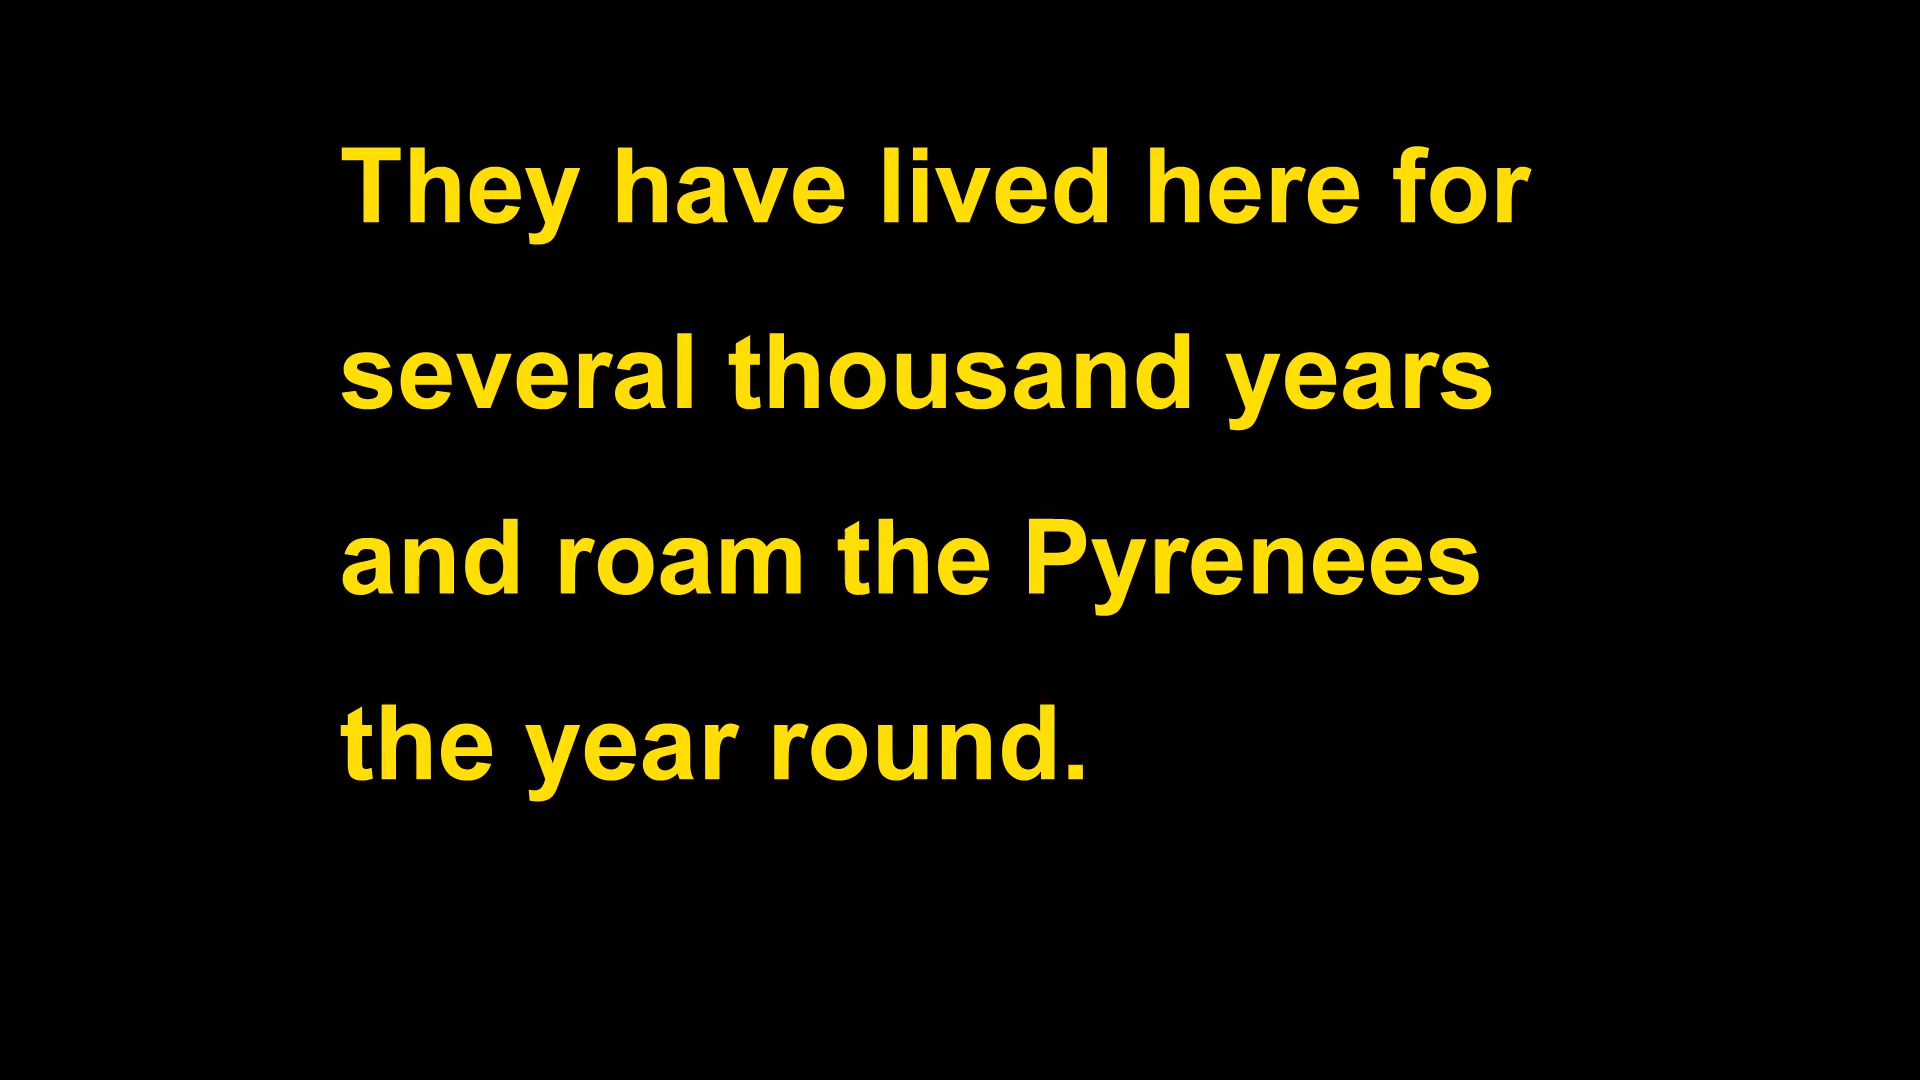 They have lived here for
several thousand years
and roam the Pyrenees
the year round.